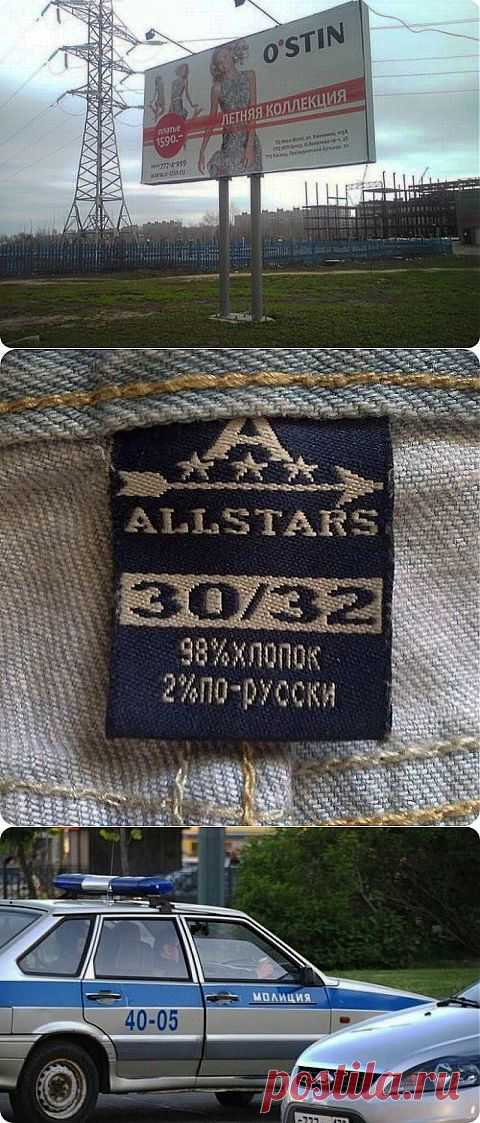 O'STIN
ЛЕТНЯЯ КОЛЛЕКЦИЯ
платье
1590.-
A
ALLSTARS
30/32
98%ХЛОПОК
2%ПО-РУССКИ
МОЛИЦИЯ
40-05
postila.ru